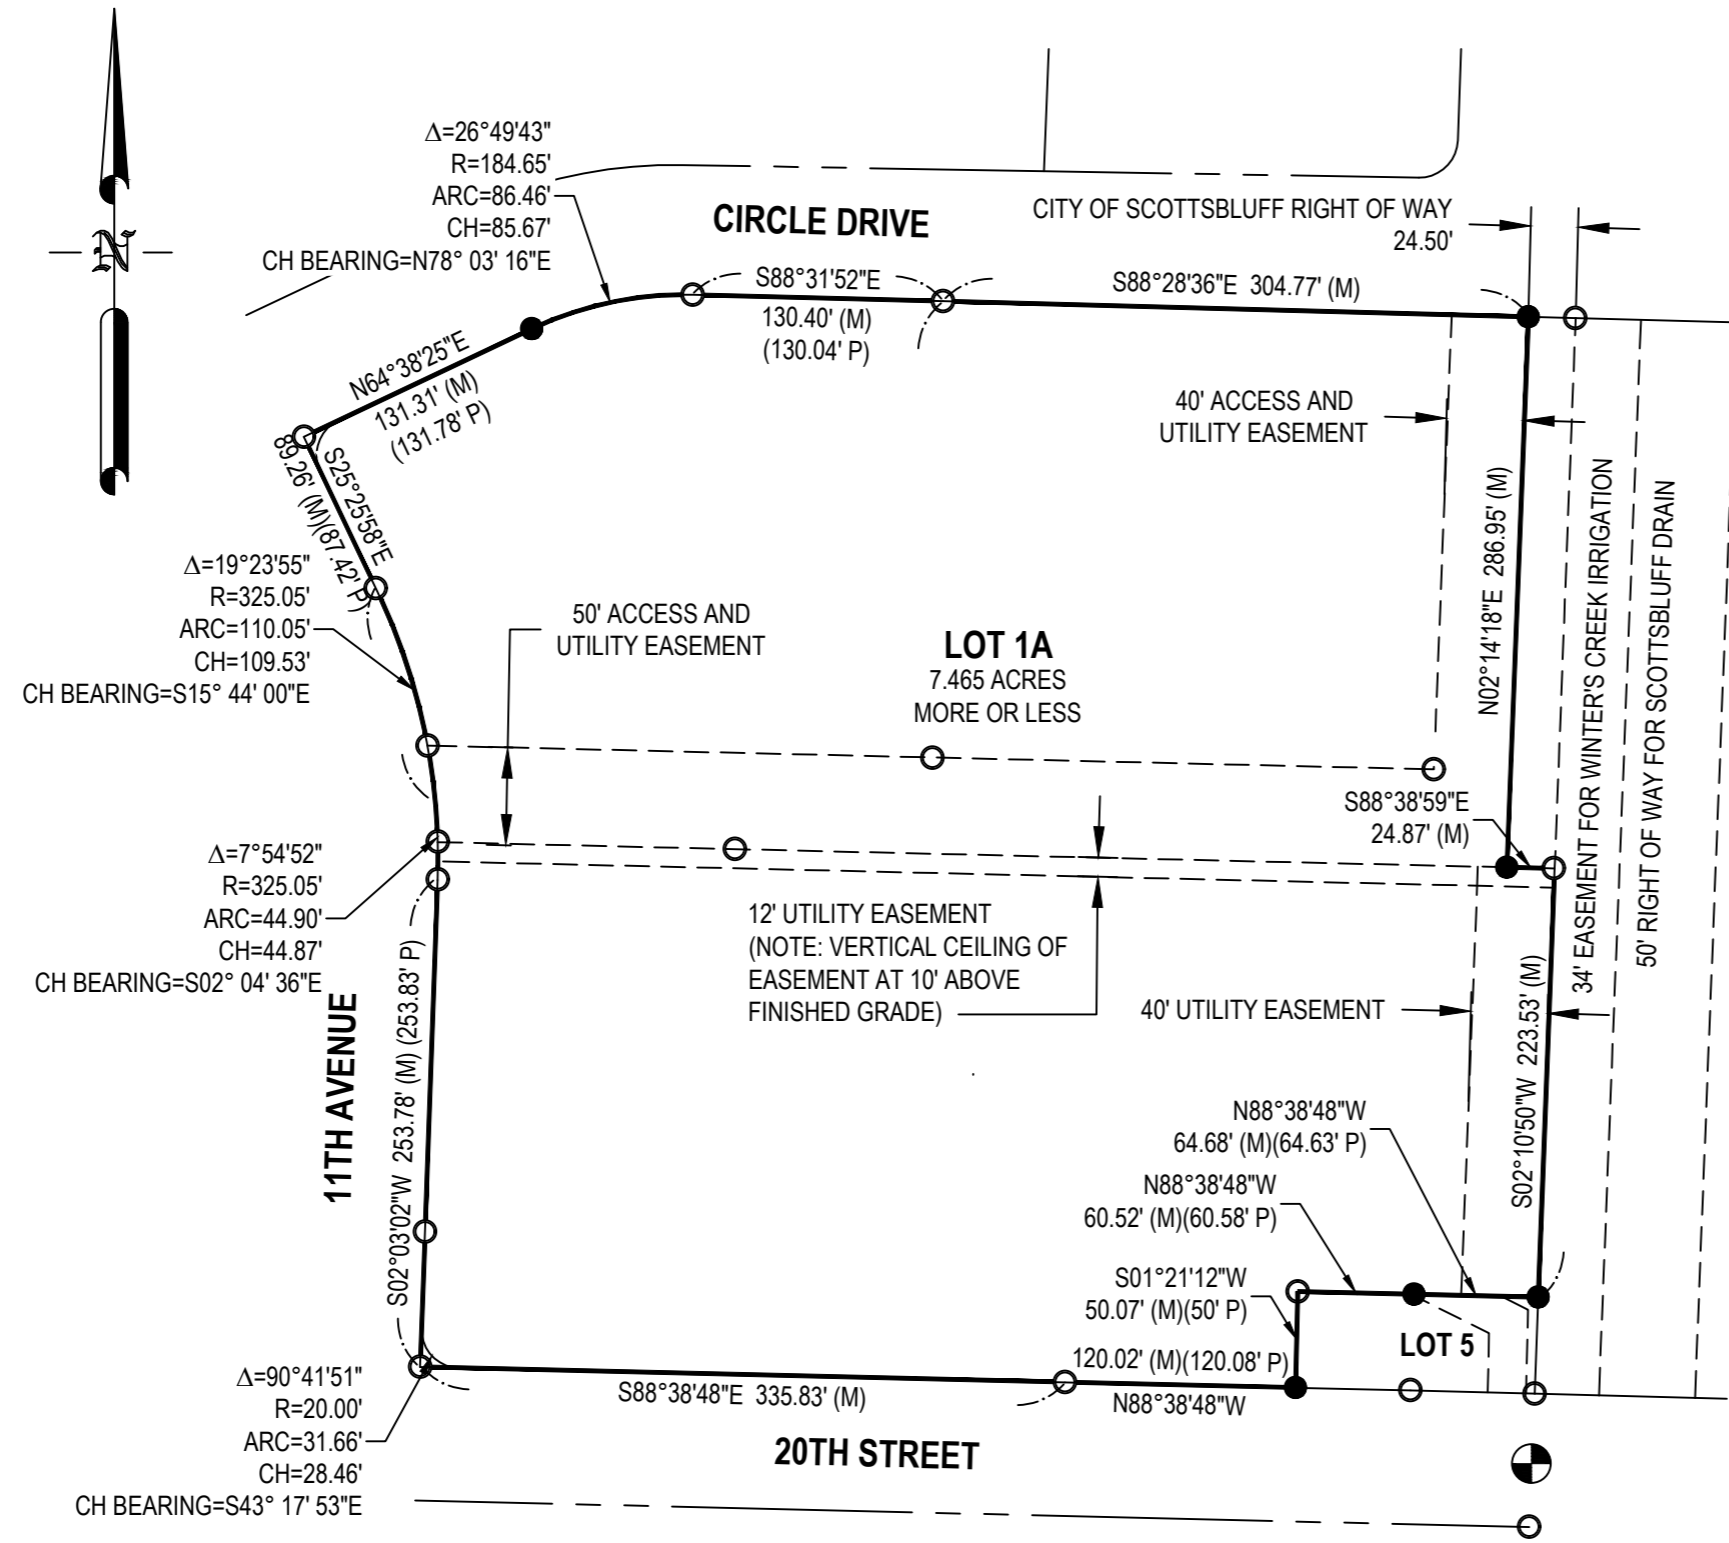 Δ=26°49'43"
R=184.65'
ARC=86.46'
CH=85.67'
CH BEARING=N78° 03' 16"E
N
CIRCLE DRIVE
CITY OF SCOTTSBLUFF RIGHT OF WAY
24.50'
S88°31'52"E
130.40' (M)
(130.04' P)
S88°28'36"E 304.77' (M)
N64°38'25"E
131.31' (M)
(131.78' P)
40' ACCESS AND
UTILITY EASEMENT
S25°25'58"E
89.26' (M)(87.42' P)
N02°14'18"E 286.95' (M)
34' EASEMENT FOR WINTER'S CREEK IRRIGATION
50' RIGHT OF WAY FOR SCOTTSBLUFF DRAIN
Δ=19°23'55"
R=325.05'
ARC=110.05'
CH=109.53'
CH BEARING=S15° 44' 00"E
50' ACCESS AND
UTILITY EASEMENT
LOT 1A
7.465 ACRES
MORE OR LESS
S88°38'59"E
24.87' (M)
Δ=7°54'52"
R=325.05'
ARC=44.90'
CH=44.87'
CH BEARING=S02° 04' 36"E
12' UTILITY EASEMENT
(NOTE: VERTICAL CEILING OF
EASEMENT AT 10' ABOVE
FINISHED GRADE)
40' UTILITY EASEMENT
11TH AVENUE
S02°03'02"W 253.78' (M) (253.83' P)
S02°10'50"W 223.53' (M)
N88°38'48"W
64.68' (M)(64.63' P)
N88°38'48"W
60.52' (M)(60.58' P)
S01°21'12"W
50.07' (M)(50' P)
LOT 5
120.02' (M)(120.08' P)
N88°38'48"W
S88°38'48"E 335.83' (M)
Δ=90°41'51"
R=20.00'
ARC=31.66'
CH=28.46'
CH BEARING=S43° 17' 53"E
20TH STREET